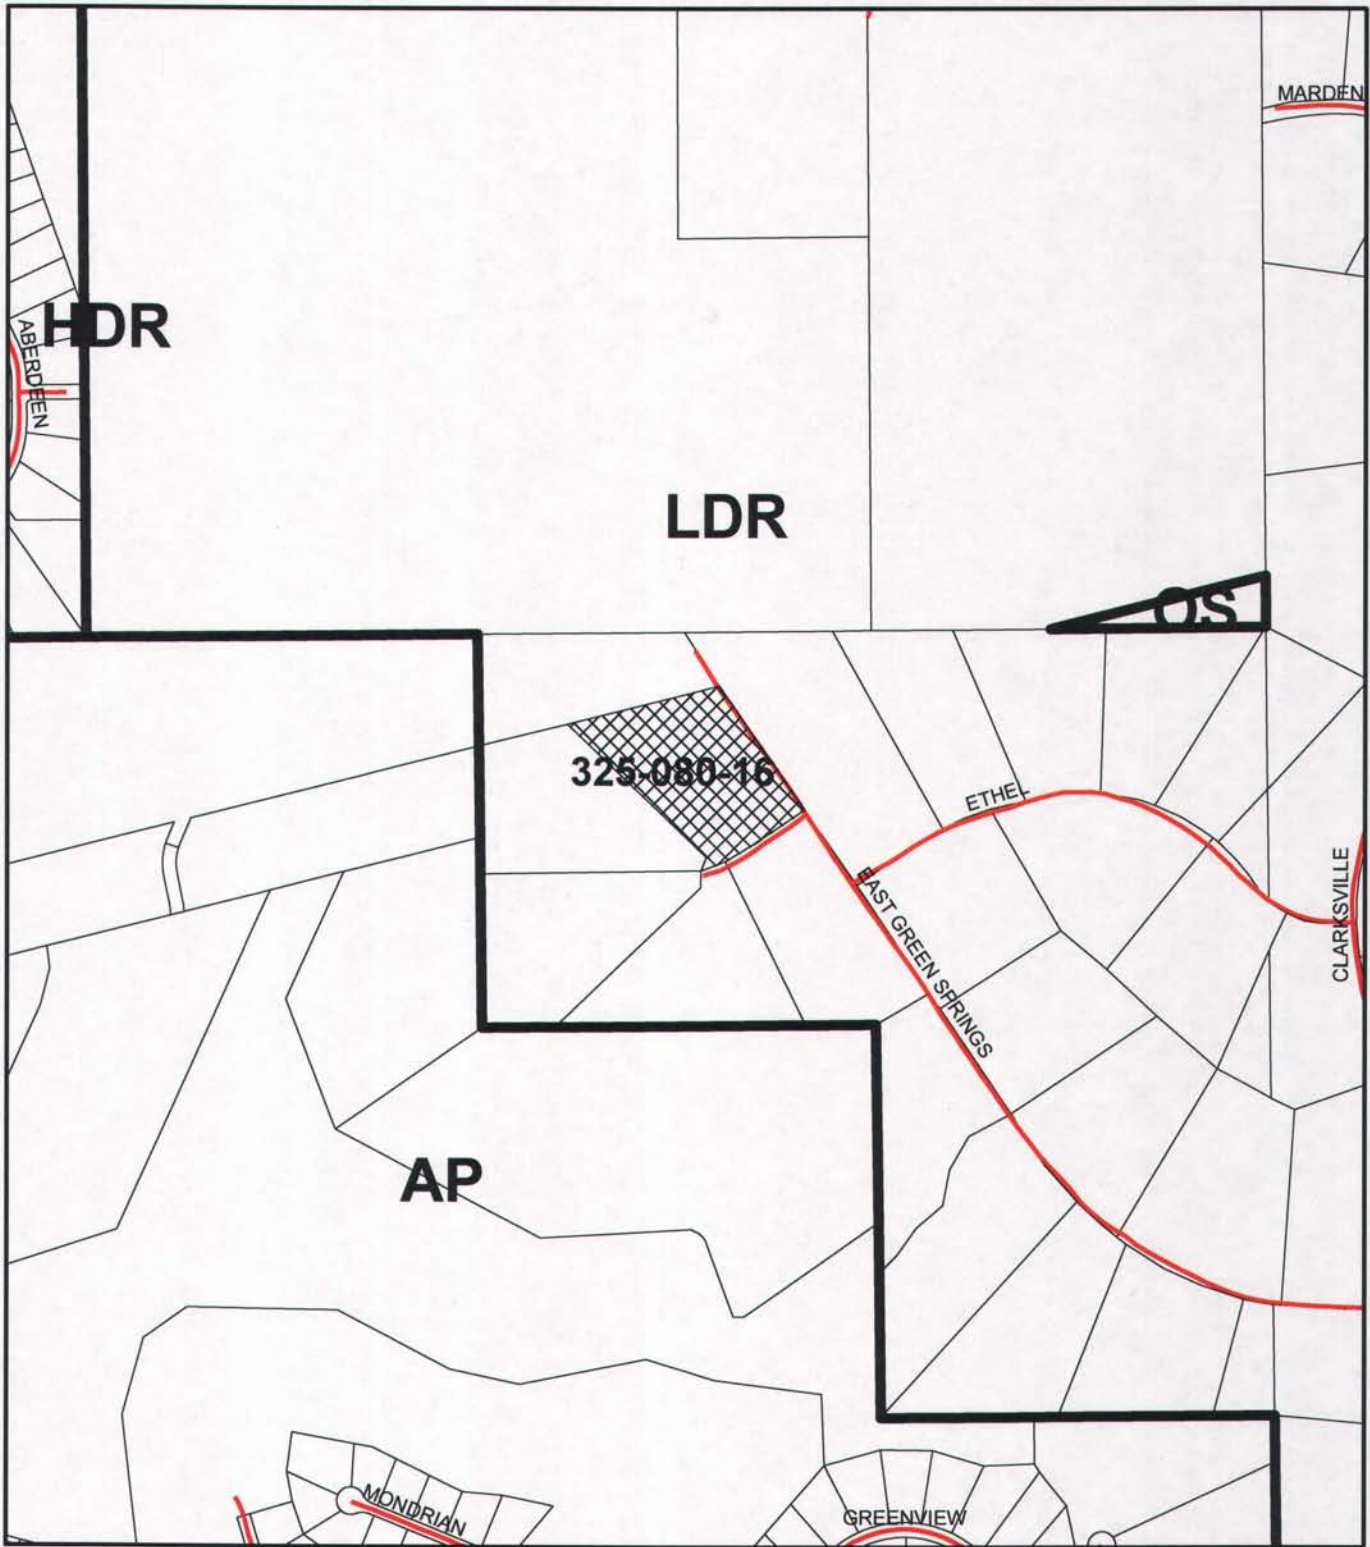 MARDEN
HDR
ABERDEEN
LDR
OS
325-080-16
ETHEL
EAST GREEN SPRINGS
CLARKSVILLE
AP
MONDRIAN
GREENVIEW